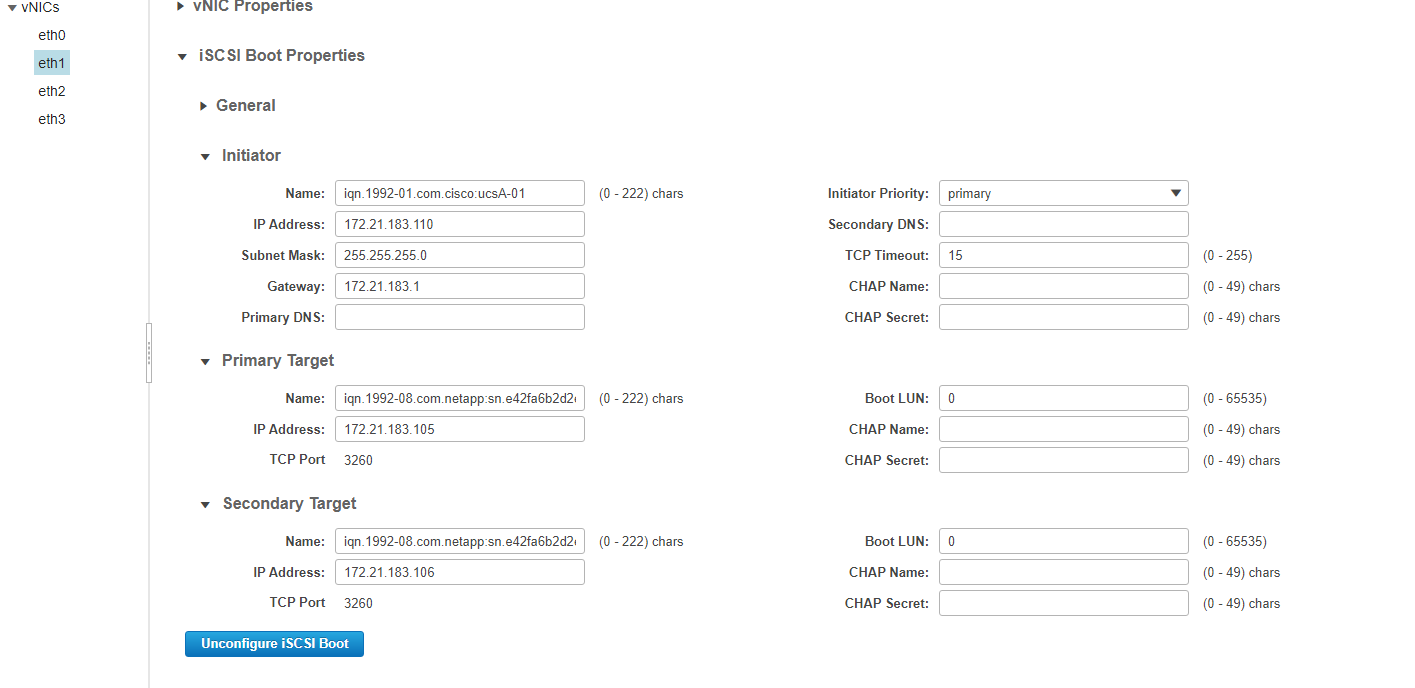 vNICs
eth0
eth1
eth2
eth3
vNIC Properties
iSCSI Boot Properties
General
Initiator
Name: iqn.1992-01.com.cisco:ucsA-01 (0 - 222) chars Initiator Priority: primary
IP Address: 172.21.183.110 Secondary DNS:
Subnet Mask: 255.255.255.0 TCP Timeout: 15 (0 - 255)
Gateway: 172.21.183.1 CHAP Name: (0 - 49) chars
Primary DNS: CHAP Secret: (0 - 49) chars
Primary Target
Name: iqn.1992-08.com.netapp:sn.e42fa6b2d2 (0 - 222) chars Boot LUN: 0 (0 - 65535)
IP Address: 172.21.183.105 CHAP Name: (0 - 49) chars
TCP Port 3260 CHAP Secret: (0 - 49) chars
Secondary Target
Name: iqn.1992-08.com.netapp:sn.e42fa6b2d2 (0 - 222) chars Boot LUN: 0 (0 - 65535)
IP Address: 172.21.183.106 CHAP Name: (0 - 49) chars
TCP Port 3260 CHAP Secret: (0 - 49) chars
Unconfigure iSCSI Boot